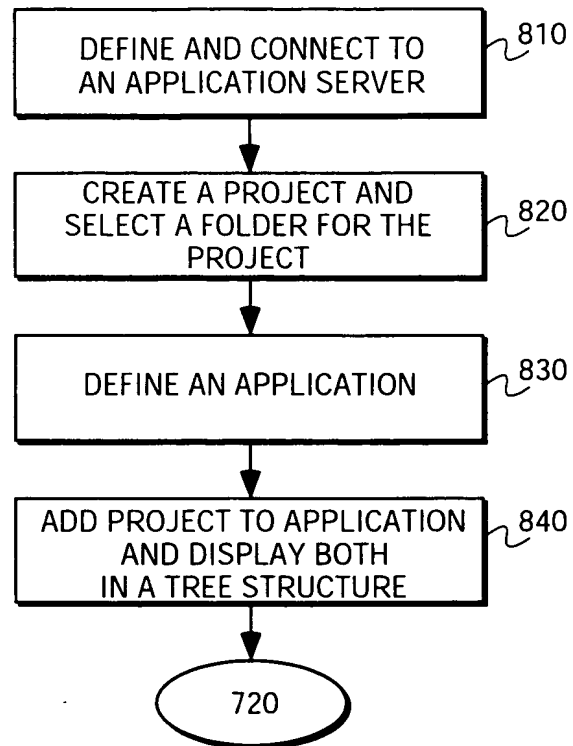 DEFINE AND CONNECT TO
AN APPLICATION SERVER
810
CREATE A PROJECT AND
SELECT A FOLDER FOR THE
PROJECT
820
DEFINE AN APPLICATION
830
ADD PROJECT TO APPLICATION
AND DISPLAY BOTH
IN A TREE STRUCTURE
840
720